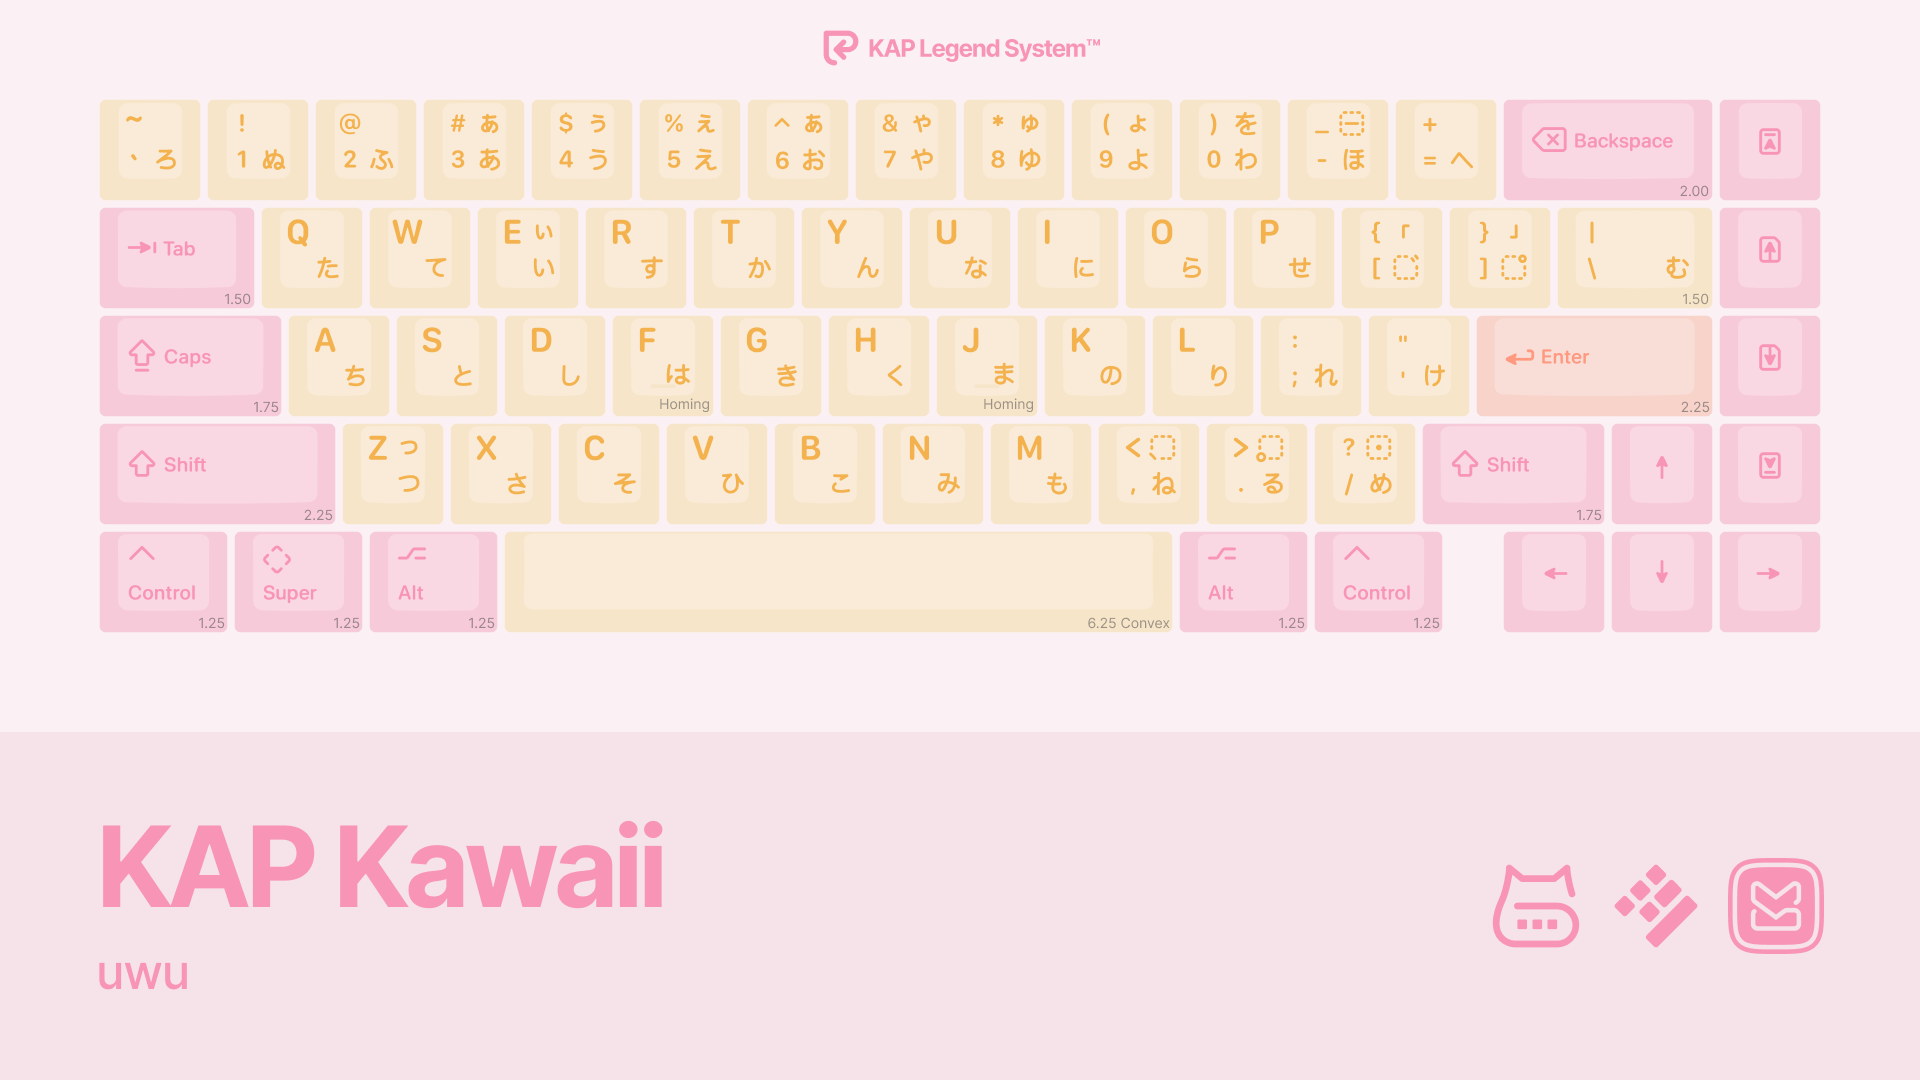 KAP Legend System™
~ ! @ # ぁ $ ぅ % ぇ ^ ぁ & ゃ * ゅ ( ょ ) を _ +
` ろ 1 ぬ 2 ふ 3 あ 4 う 5 え 6 お 7 や 8 ゆ 9 よ 0 わ - ほ = へ Backspace
2.00
Q W E ぃ R T Y U I O P { 「 } 」 |
Tab た て い す か ん な に ら せ [ ゛ ] ゜ \ む
1.50 1.50
A S D F G H J K L : "
Caps ち と し は き く ま の り ; れ ' け Enter
1.75 Homing Homing 2.25
Z っ X C V B N M < > ? ・
Shift つ さ そ ひ こ み も , ね . る / め Shift
2.25 1.75
Control Super Alt Alt Control
1.25 1.25 1.25 6.25 Convex 1.25 1.25
KAP Kawaii
uwu